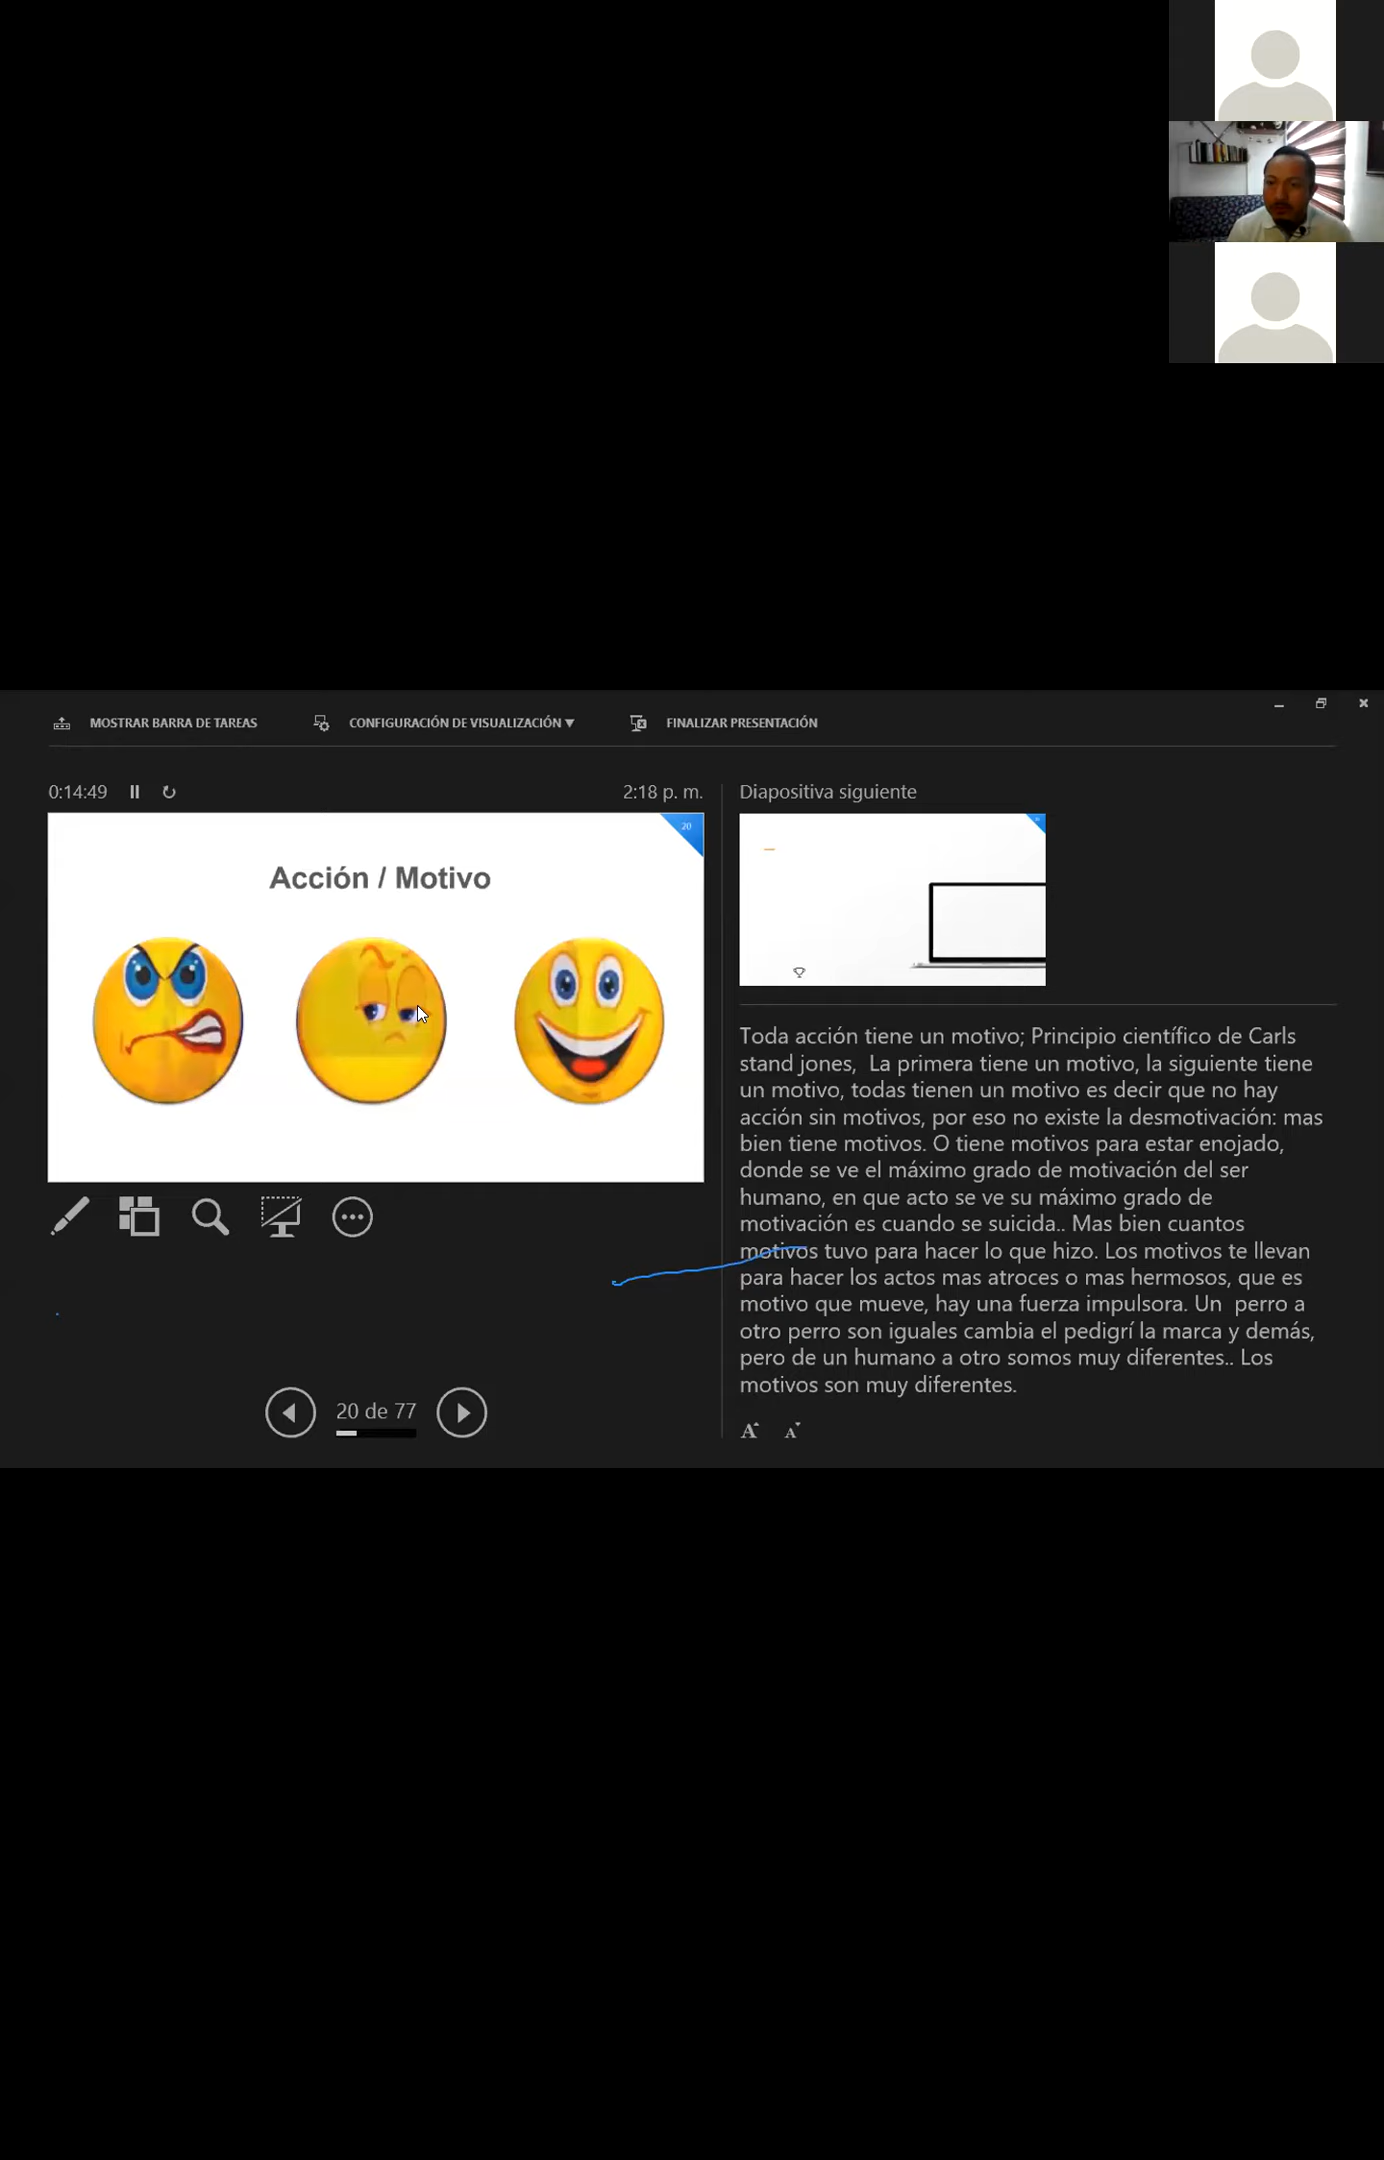 MOSTRAR BARRA DE TAREAS
CONFIGURACIÓN DE VISUALIZACIÓN ▼
FINALIZAR PRESENTACIÓN
0:14:49
2:18 p. m.
20
Acción / Motivo
20 de 77
Diapositiva siguiente
Toda acción tiene un motivo; Principio científico de Carls
stand jones,  La primera tiene un motivo, la siguiente tiene
un motivo, todas tienen un motivo es decir que no hay
acción sin motivos, por eso no existe la desmotivación: mas
bien tiene motivos. O tiene motivos para estar enojado,
donde se ve el máximo grado de motivación del ser
humano, en que acto se ve su máximo grado de
motivación es cuando se suicida.. Mas bien cuantos
motivos tuvo para hacer lo que hizo. Los motivos te llevan
para hacer los actos mas atroces o mas hermosos, que es
motivo que mueve, hay una fuerza impulsora. Un  perro a
otro perro son iguales cambia el pedigrí la marca y demás,
pero de un humano a otro somos muy diferentes.. Los
motivos son muy diferentes.
A A